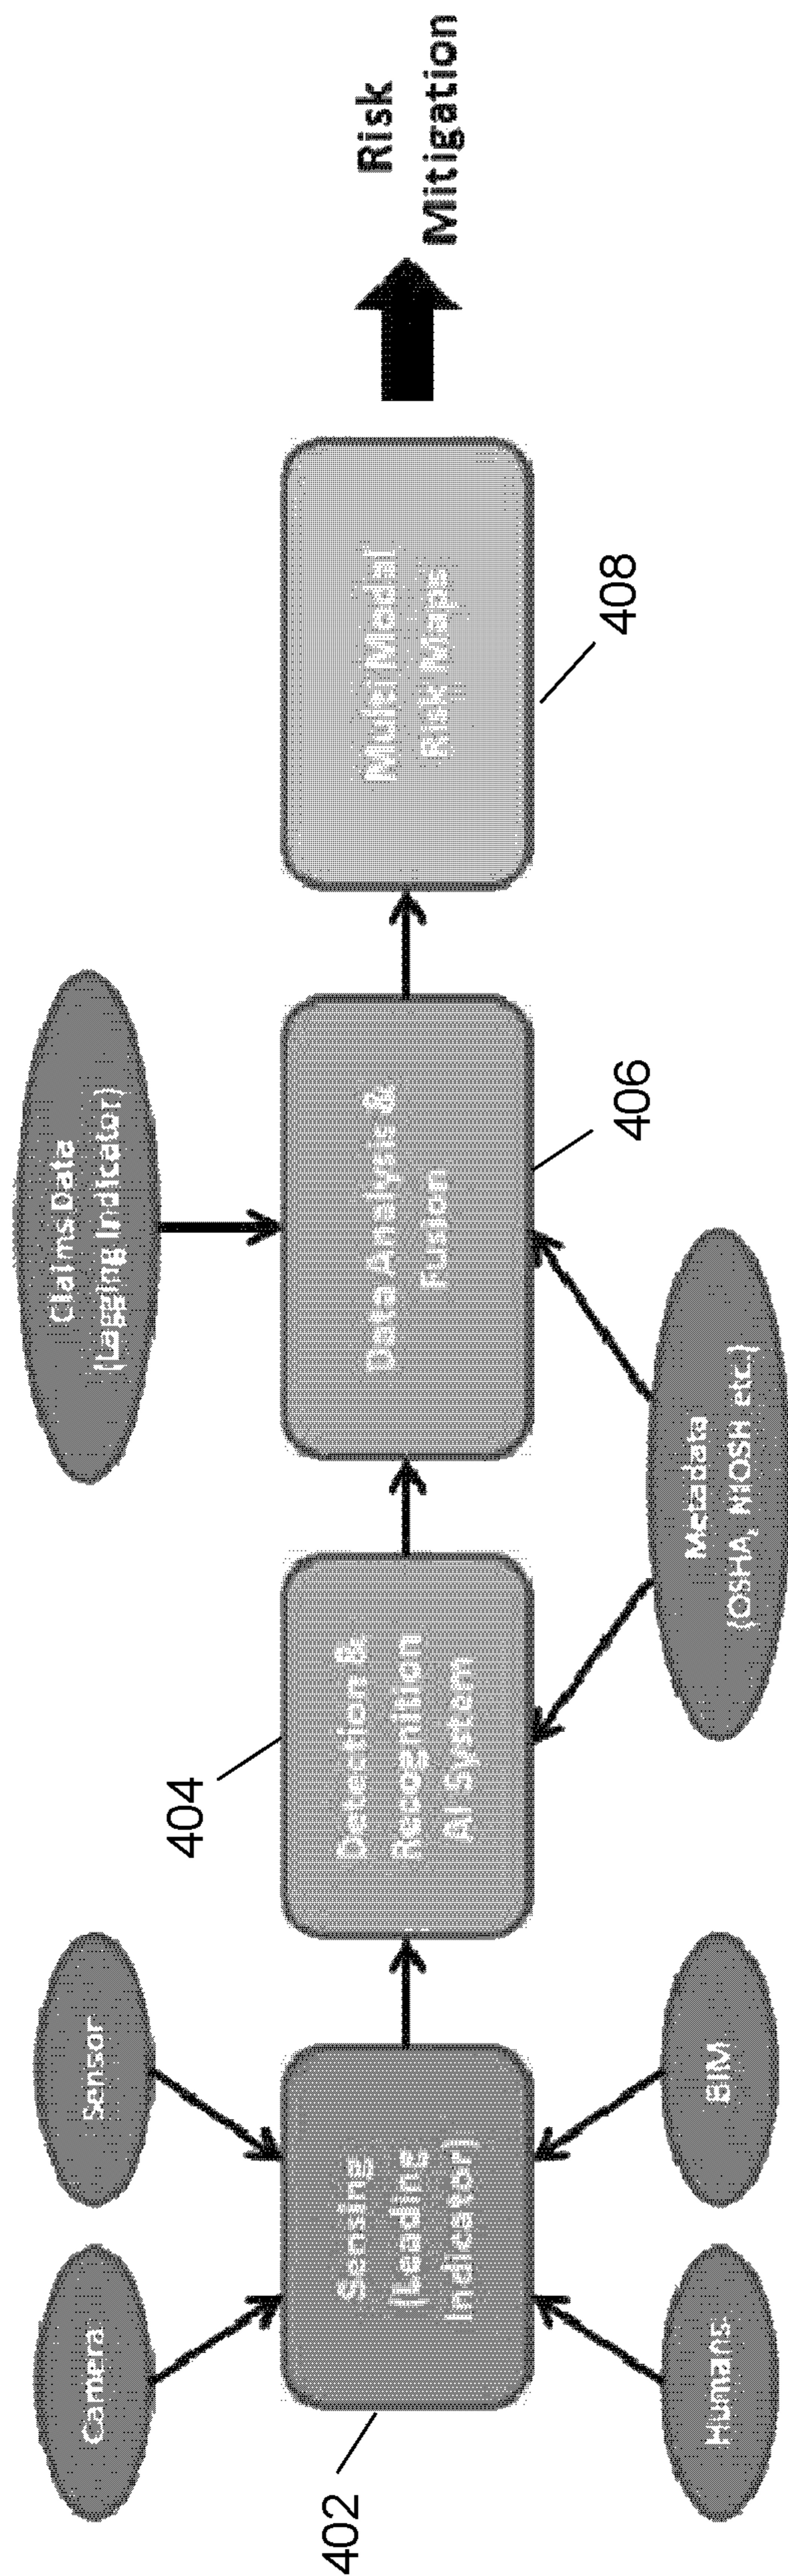 Camera
Sensor
Claims Data
(Lagging Indicator)
402
Sensing
(Leading
Indicator)
404
Detection &
Recognition
AI System
Data Analysis &
Fusion
406
Multi Modal
Risk Maps
408
Risk
Mitigation
Humans
BIM
Metadata
(OSHA, NIOSH etc.)